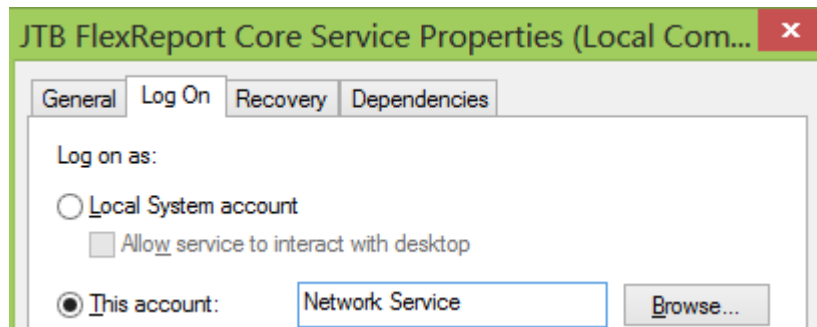 JTB FlexReport Core Service Properties (Local Com...
General Log On Recovery Dependencies
Log on as:
Local System account
Allow service to interact with desktop
This account: Network Service Browse...